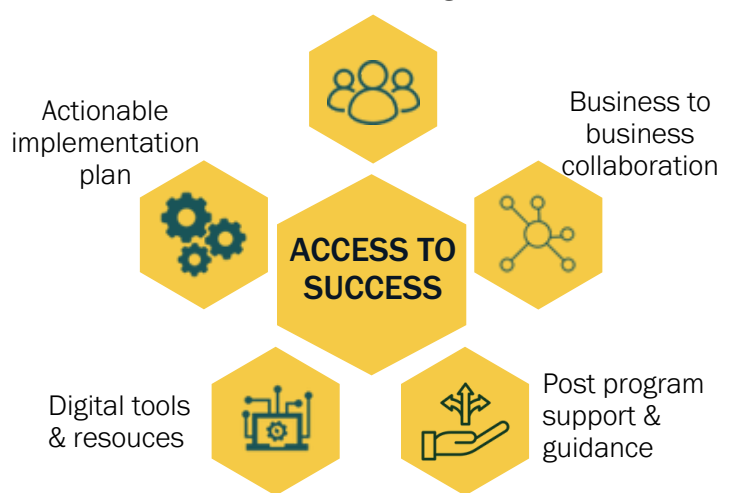 Actionable
implementation
plan
Business to
business
collaboration
ACCESS TO
SUCCESS
Digital tools
& resouces
Post program
support &
guidance